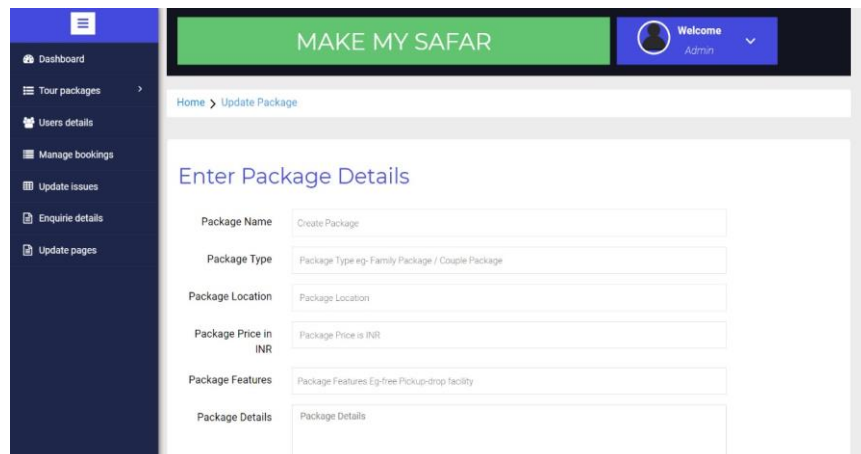 MAKE MY SAFAR
Welcome
Admin
Dashboard
Tour packages
Users details
Manage bookings
Update issues
Enquirie details
Update pages
Home > Update Package
Enter Package Details
Package Name
Create Package
Package Type
Package Type eg- Family Package / Couple Package
Package Location
Package Location
Package Price in
INR
Package Price is INR
Package Features
Package Features Eg-free Pickup-drop facility
Package Details
Package Details